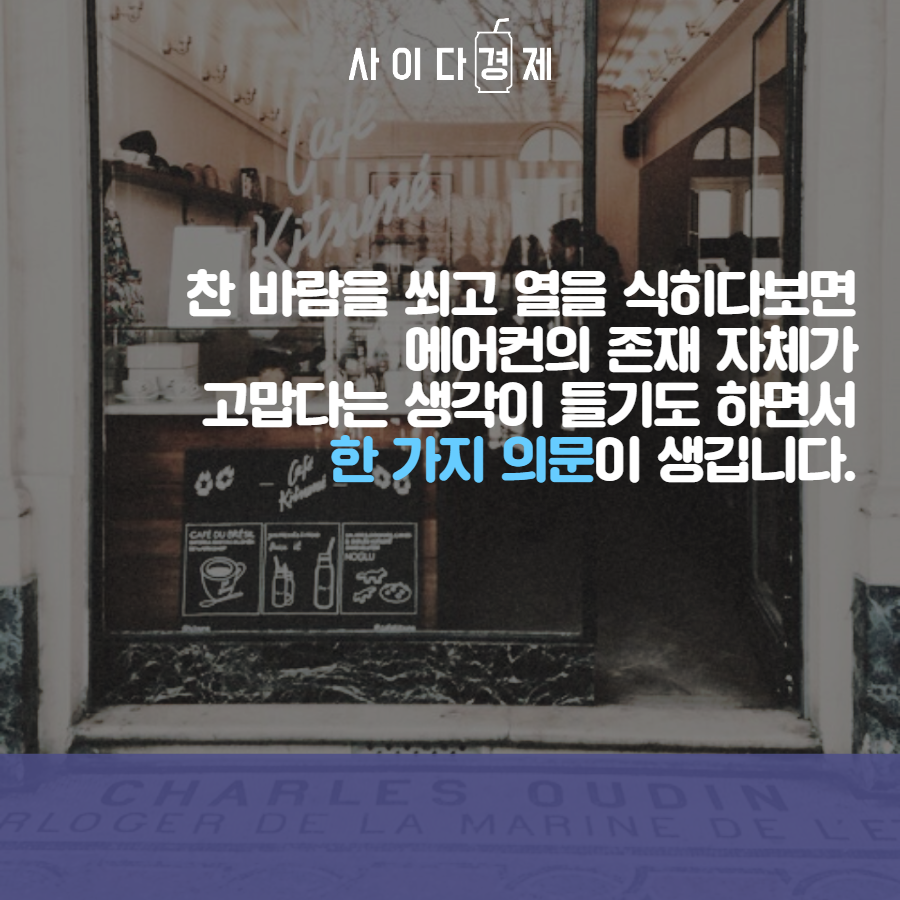 사이다경제
Café
Kitsuné
찬 바람을 쐬고 열을 식히다보면
에어컨의 존재 자체가
고맙다는 생각이 들기도 하면서
한 가지 의문이 생깁니다.
Café
Kitsuné
CAFÉ DU BRÉSIL
CHARLES OUDIN
RLOGER DE LA MARINE DE L'E